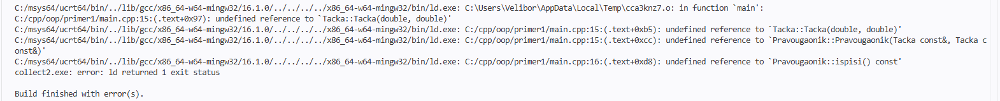 C:/msys64/ucrt64/bin/../lib/gcc/x86_64-w64-mingw32/16.1.0/../../../../x86_64-w64-mingw32/bin/ld.exe: C:\Users\Velibor\AppData\Local\Temp\cca3knz7.o: in function `main':
C:/cpp/oop/primer1/main.cpp:15:(.text+0x97): undefined reference to `Tacka::Tacka(double, double)'
C:/msys64/ucrt64/bin/../lib/gcc/x86_64-w64-mingw32/16.1.0/../../../../x86_64-w64-mingw32/bin/ld.exe: C:/cpp/oop/primer1/main.cpp:15:(.text+0xb5): undefined reference to `Tacka::Tacka(double, double)'
C:/msys64/ucrt64/bin/../lib/gcc/x86_64-w64-mingw32/16.1.0/../../../../x86_64-w64-mingw32/bin/ld.exe: C:/cpp/oop/primer1/main.cpp:15:(.text+0xcc): undefined reference to `Pravougaonik::Pravougaonik(Tacka const&, Tacka c
onst&)'
C:/msys64/ucrt64/bin/../lib/gcc/x86_64-w64-mingw32/16.1.0/../../../../x86_64-w64-mingw32/bin/ld.exe: C:/cpp/oop/primer1/main.cpp:16:(.text+0xd8): undefined reference to `Pravougaonik::ispisi() const'
collect2.exe: error: ld returned 1 exit status

Build finished with error(s).